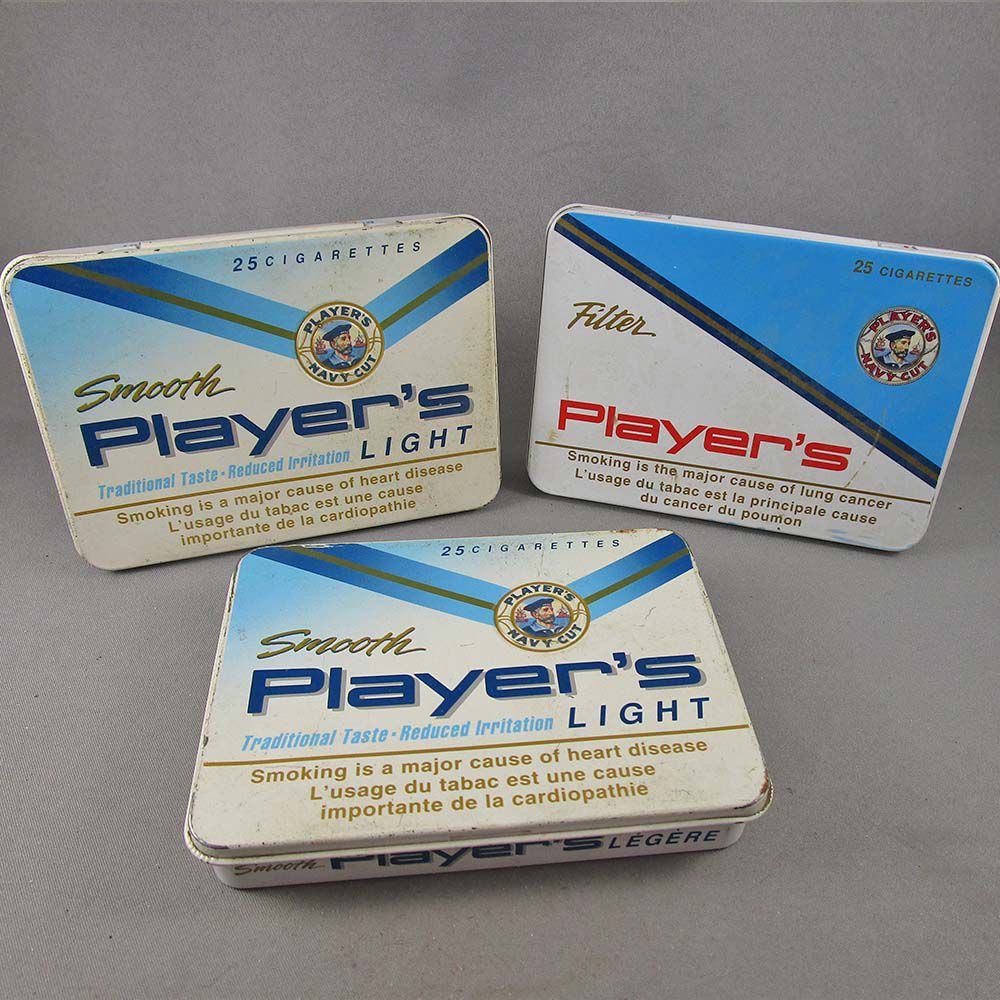 25 CIGARETTES
PLAYER'S
NAVY-CUT
Smooth
Player's
LIGHT
Traditional Taste • Reduced Irritation
Smoking is a major cause of heart disease
L'usage du tabac est une cause
importante de la cardiopathie
25 CIGARETTES
Filter
PLAYER'S
NAVY-CUT
Player's
Smoking is the major cause of lung cancer
L'usage du tabac est la principale cause
du cancer du poumon
25 CIGARETTES
PLAYER'S
NAVY-CUT
Smooth
Player's
LIGHT
Traditional Taste • Reduced Irritation
Smoking is a major cause of heart disease
L'usage du tabac est une cause
importante de la cardiopathie
Smooth Player's LÉGÈRE